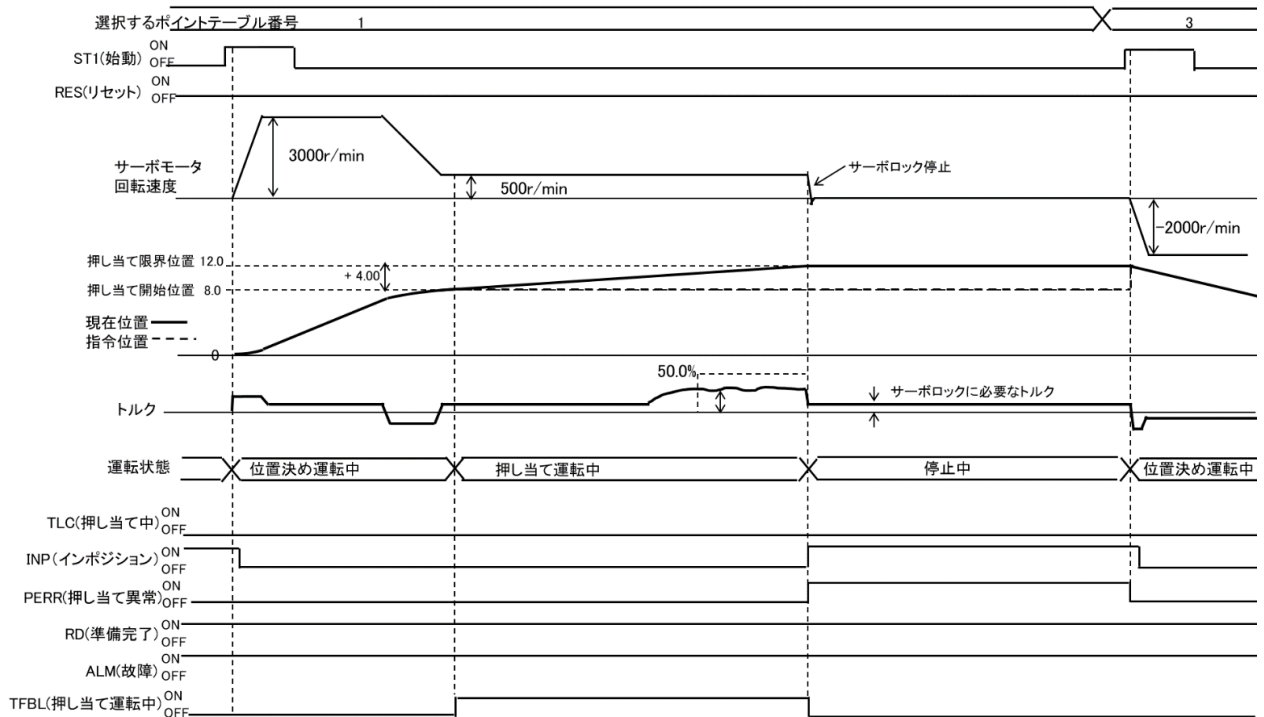 選択するポイントテーブル番号 1 3
ST1(始動) ON OFF
RES(リセット) ON OFF
サーボモータ
回転速度
3000r/min
500r/min
サーボロック停止
-2000r/min
押し当て限界位置 12.0
+ 4.00
押し当て開始位置 8.0
現在位置
指令位置
0
50.0%
トルク
サーボロックに必要なトルク
運転状態 位置決め運転中 押し当て運転中 停止中 位置決め運転中
TLC(押し当て中) ON OFF
INP(インポジション) ON OFF
PERR(押し当て異常) ON OFF
RD(準備完了) ON OFF
ALM(故障) ON OFF
TFBL(押し当て運転中) ON OFF